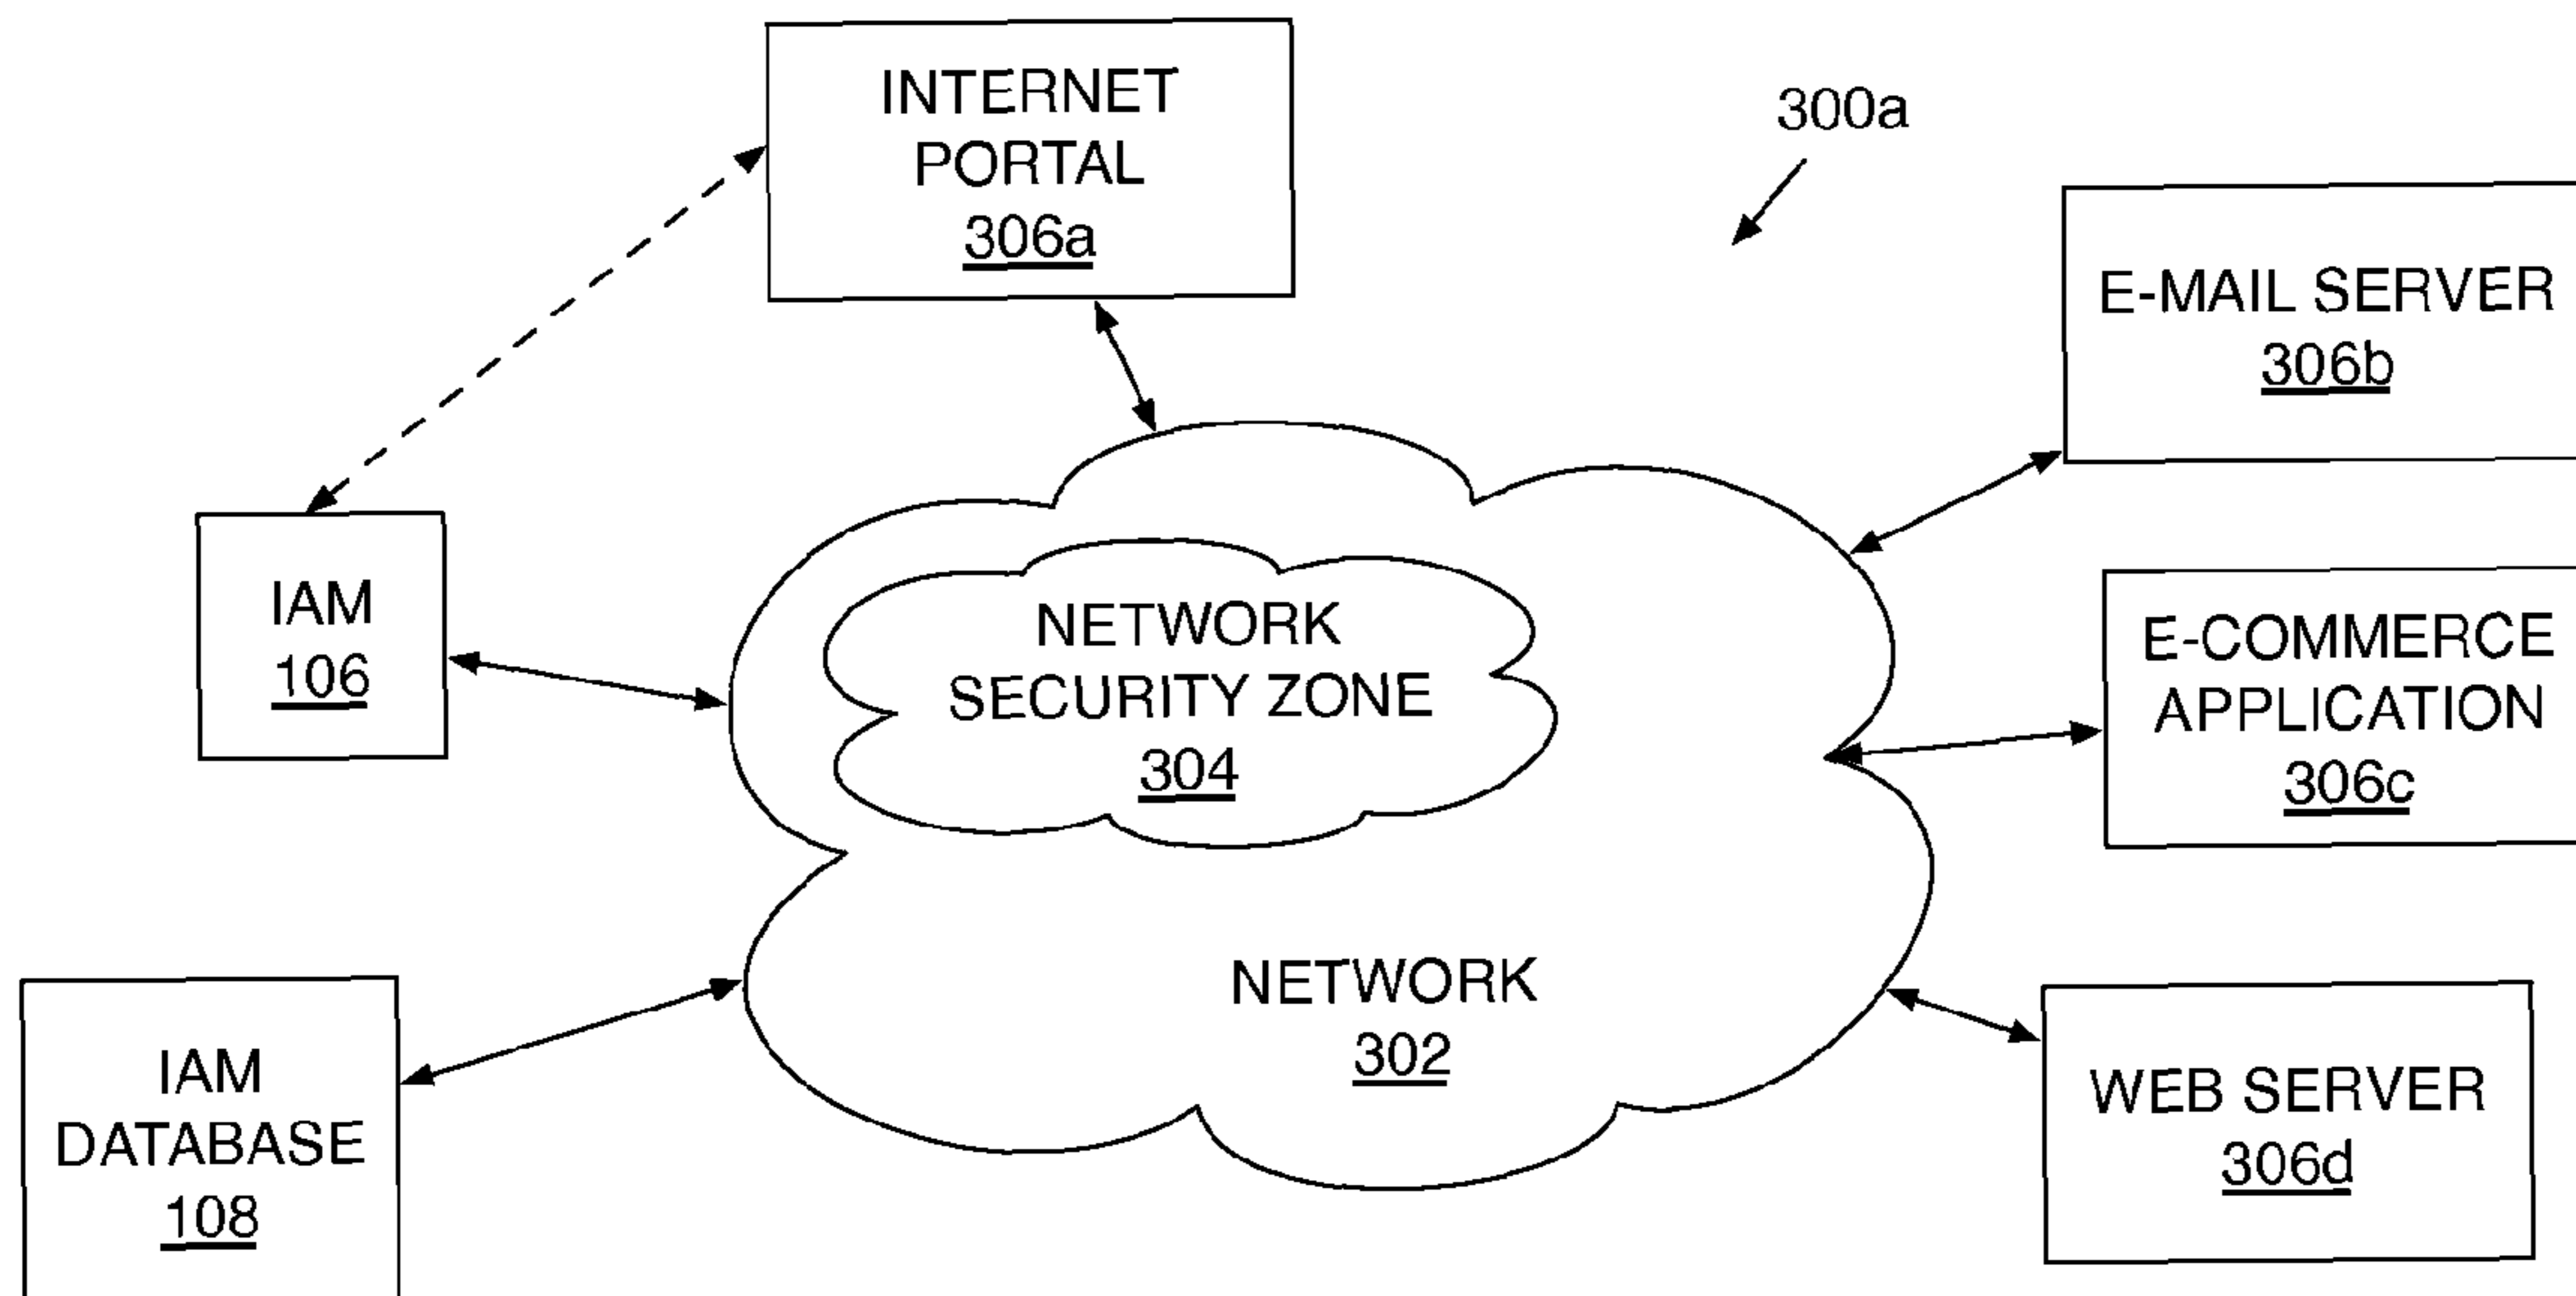 INTERNET
PORTAL
306a
300a
E-MAIL SERVER
306b
IAM
106
NETWORK
SECURITY ZONE
304
E-COMMERCE
APPLICATION
306c
NETWORK
302
IAM
DATABASE
108
WEB SERVER
306d